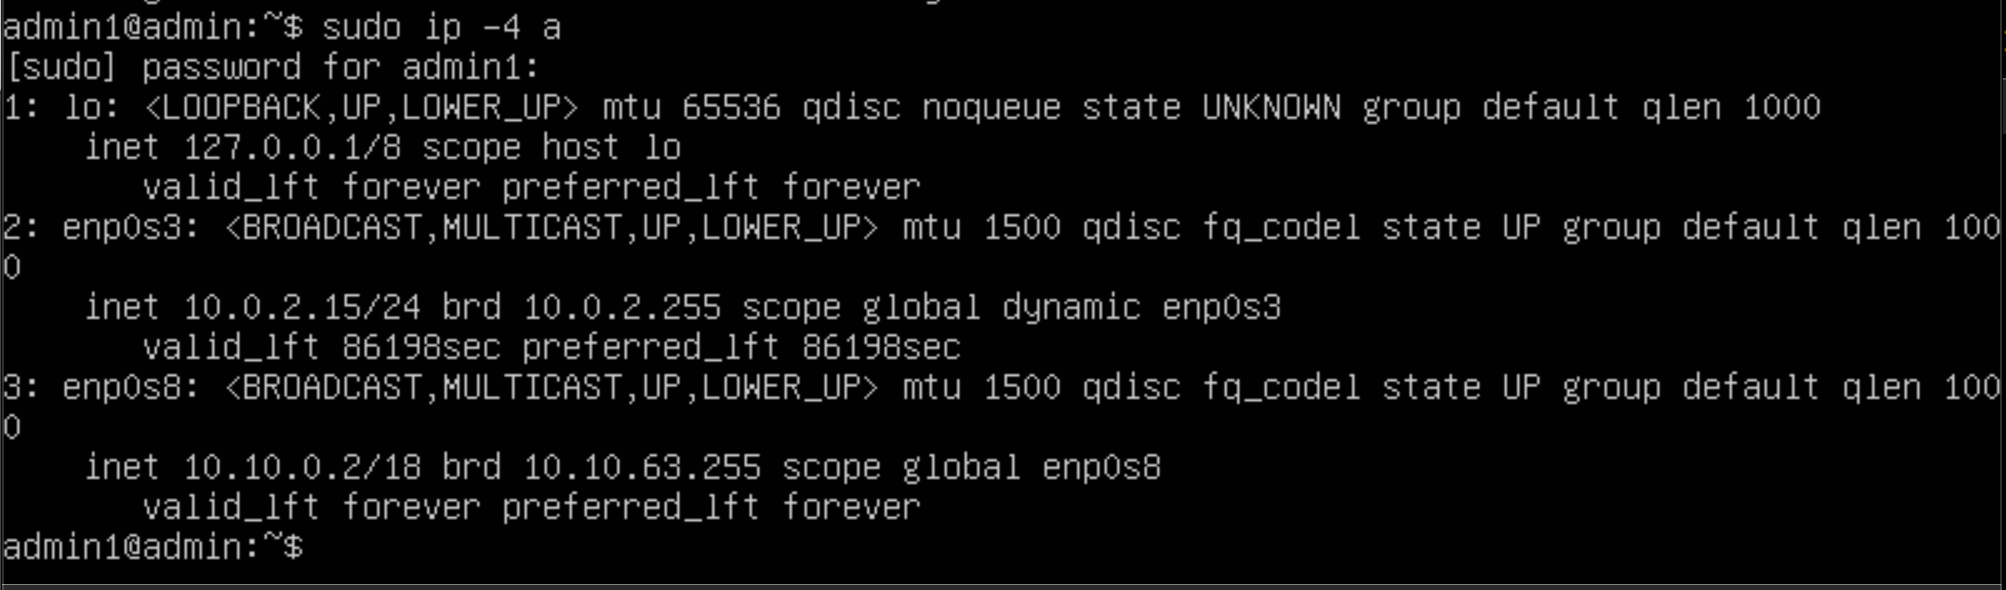 admin1@admin:~$ sudo ip -4 a
[sudo] password for admin1:
1: lo: <LOOPBACK,UP,LOWER_UP> mtu 65536 qdisc noqueue state UNKNOWN group default qlen 1000
    inet 127.0.0.1/8 scope host lo
       valid_lft forever preferred_lft forever
2: enp0s3: <BROADCAST,MULTICAST,UP,LOWER_UP> mtu 1500 qdisc fq_codel state UP group default qlen 100
0
    inet 10.0.2.15/24 brd 10.0.2.255 scope global dynamic enp0s3
       valid_lft 86198sec preferred_lft 86198sec
3: enp0s8: <BROADCAST,MULTICAST,UP,LOWER_UP> mtu 1500 qdisc fq_codel state UP group default qlen 100
0
    inet 10.10.0.2/18 brd 10.10.63.255 scope global enp0s8
       valid_lft forever preferred_lft forever
admin1@admin:~$